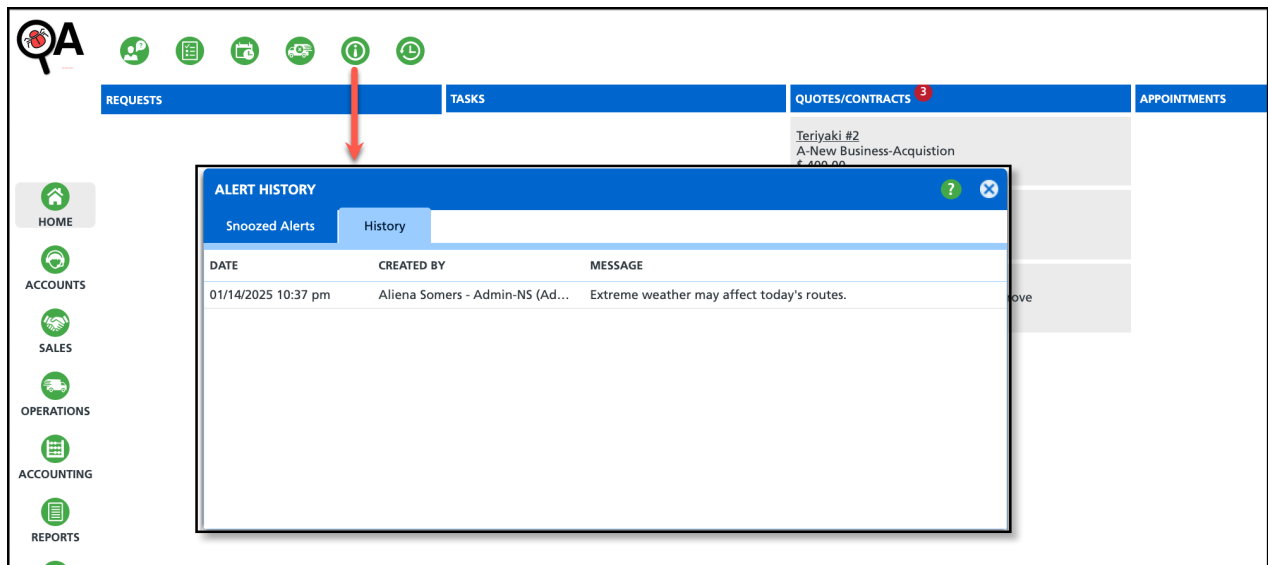 QA
REQUESTS
TASKS
QUOTES/CONTRACTS 3
APPOINTMENTS
Teriyaki #2
A-New Business-Acquistion
$ 400.00
ove
HOME
ACCOUNTS
SALES
OPERATIONS
ACCOUNTING
REPORTS
ALERT HISTORY
?
Snoozed Alerts
History
DATE
CREATED BY
MESSAGE
01/14/2025 10:37 pm
Aliena Somers - Admin-NS (Ad...
Extreme weather may affect today's routes.